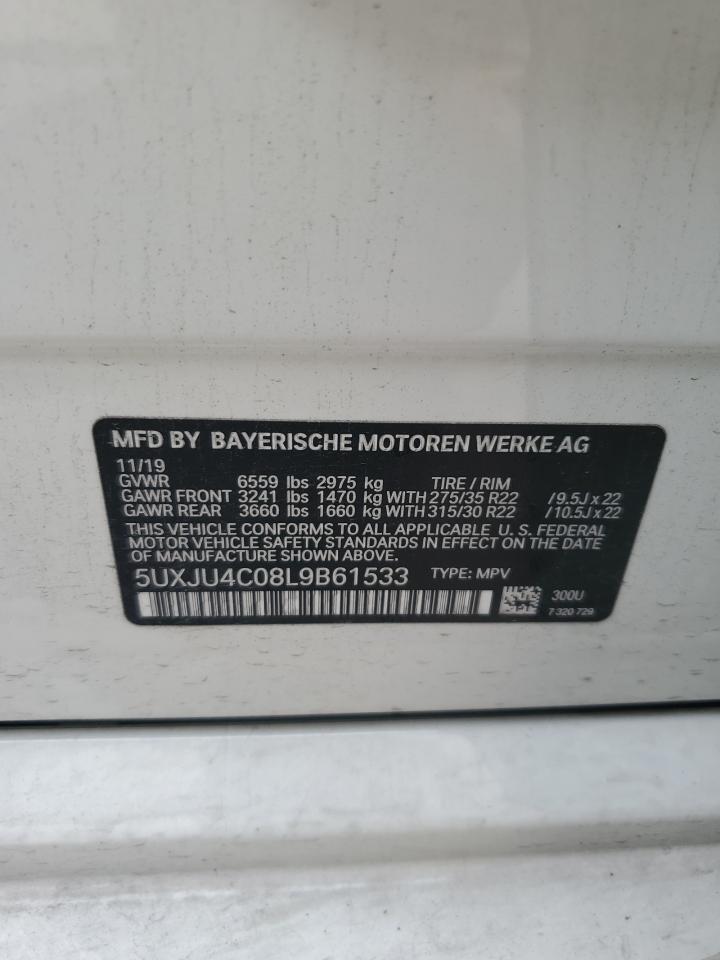 MFD BY BAYERISCHE MOTOREN WERKE AG
11/19
GVWR 6559 lbs 2975 kg TIRE / RIM
GAWR FRONT 3241 lbs 1470 kg WITH 275/35 R22 /9.5J x 22
GAWR REAR 3660 lbs 1660 kg WITH 315/30 R22 /10.5J x 22
THIS VEHICLE CONFORMS TO ALL APPLICABLE U. S. FEDERAL
MOTOR VEHICLE SAFETY STANDARDS IN EFFECT ON THE DATE
OF MANUFACTURE SHOWN ABOVE.
5UXJU4C08L9B61533 TYPE: MPV
300U
7 320 729